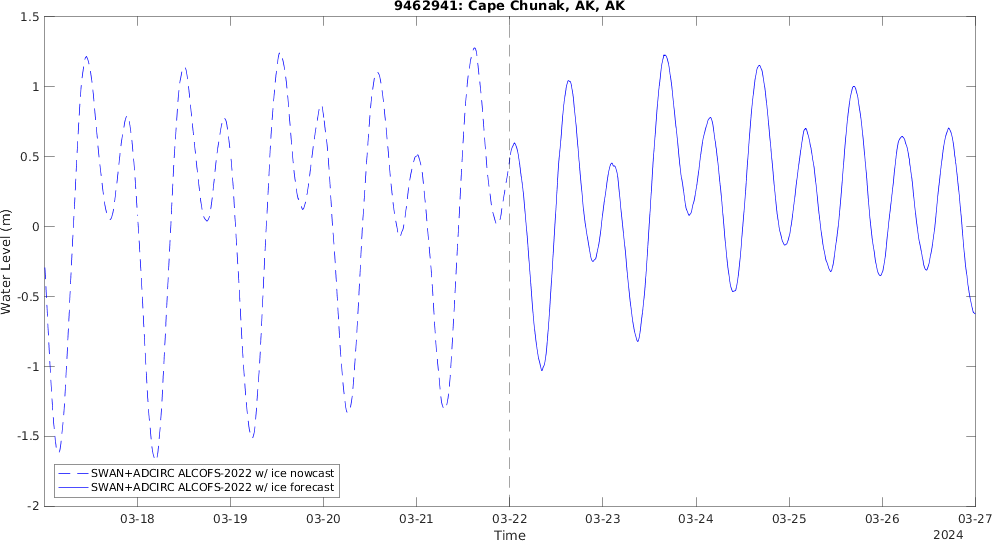 9462941: Cape Chunak, AK, AK
1.5
1
0.5
0
-0.5
-1
-1.5
-2
Water Level (m)
SWAN+ADCIRC ALCOFS-2022 w/ ice nowcast
SWAN+ADCIRC ALCOFS-2022 w/ ice forecast
03-18 03-19 03-20 03-21 03-22 03-23 03-24 03-25 03-26 03-27
Time
2024